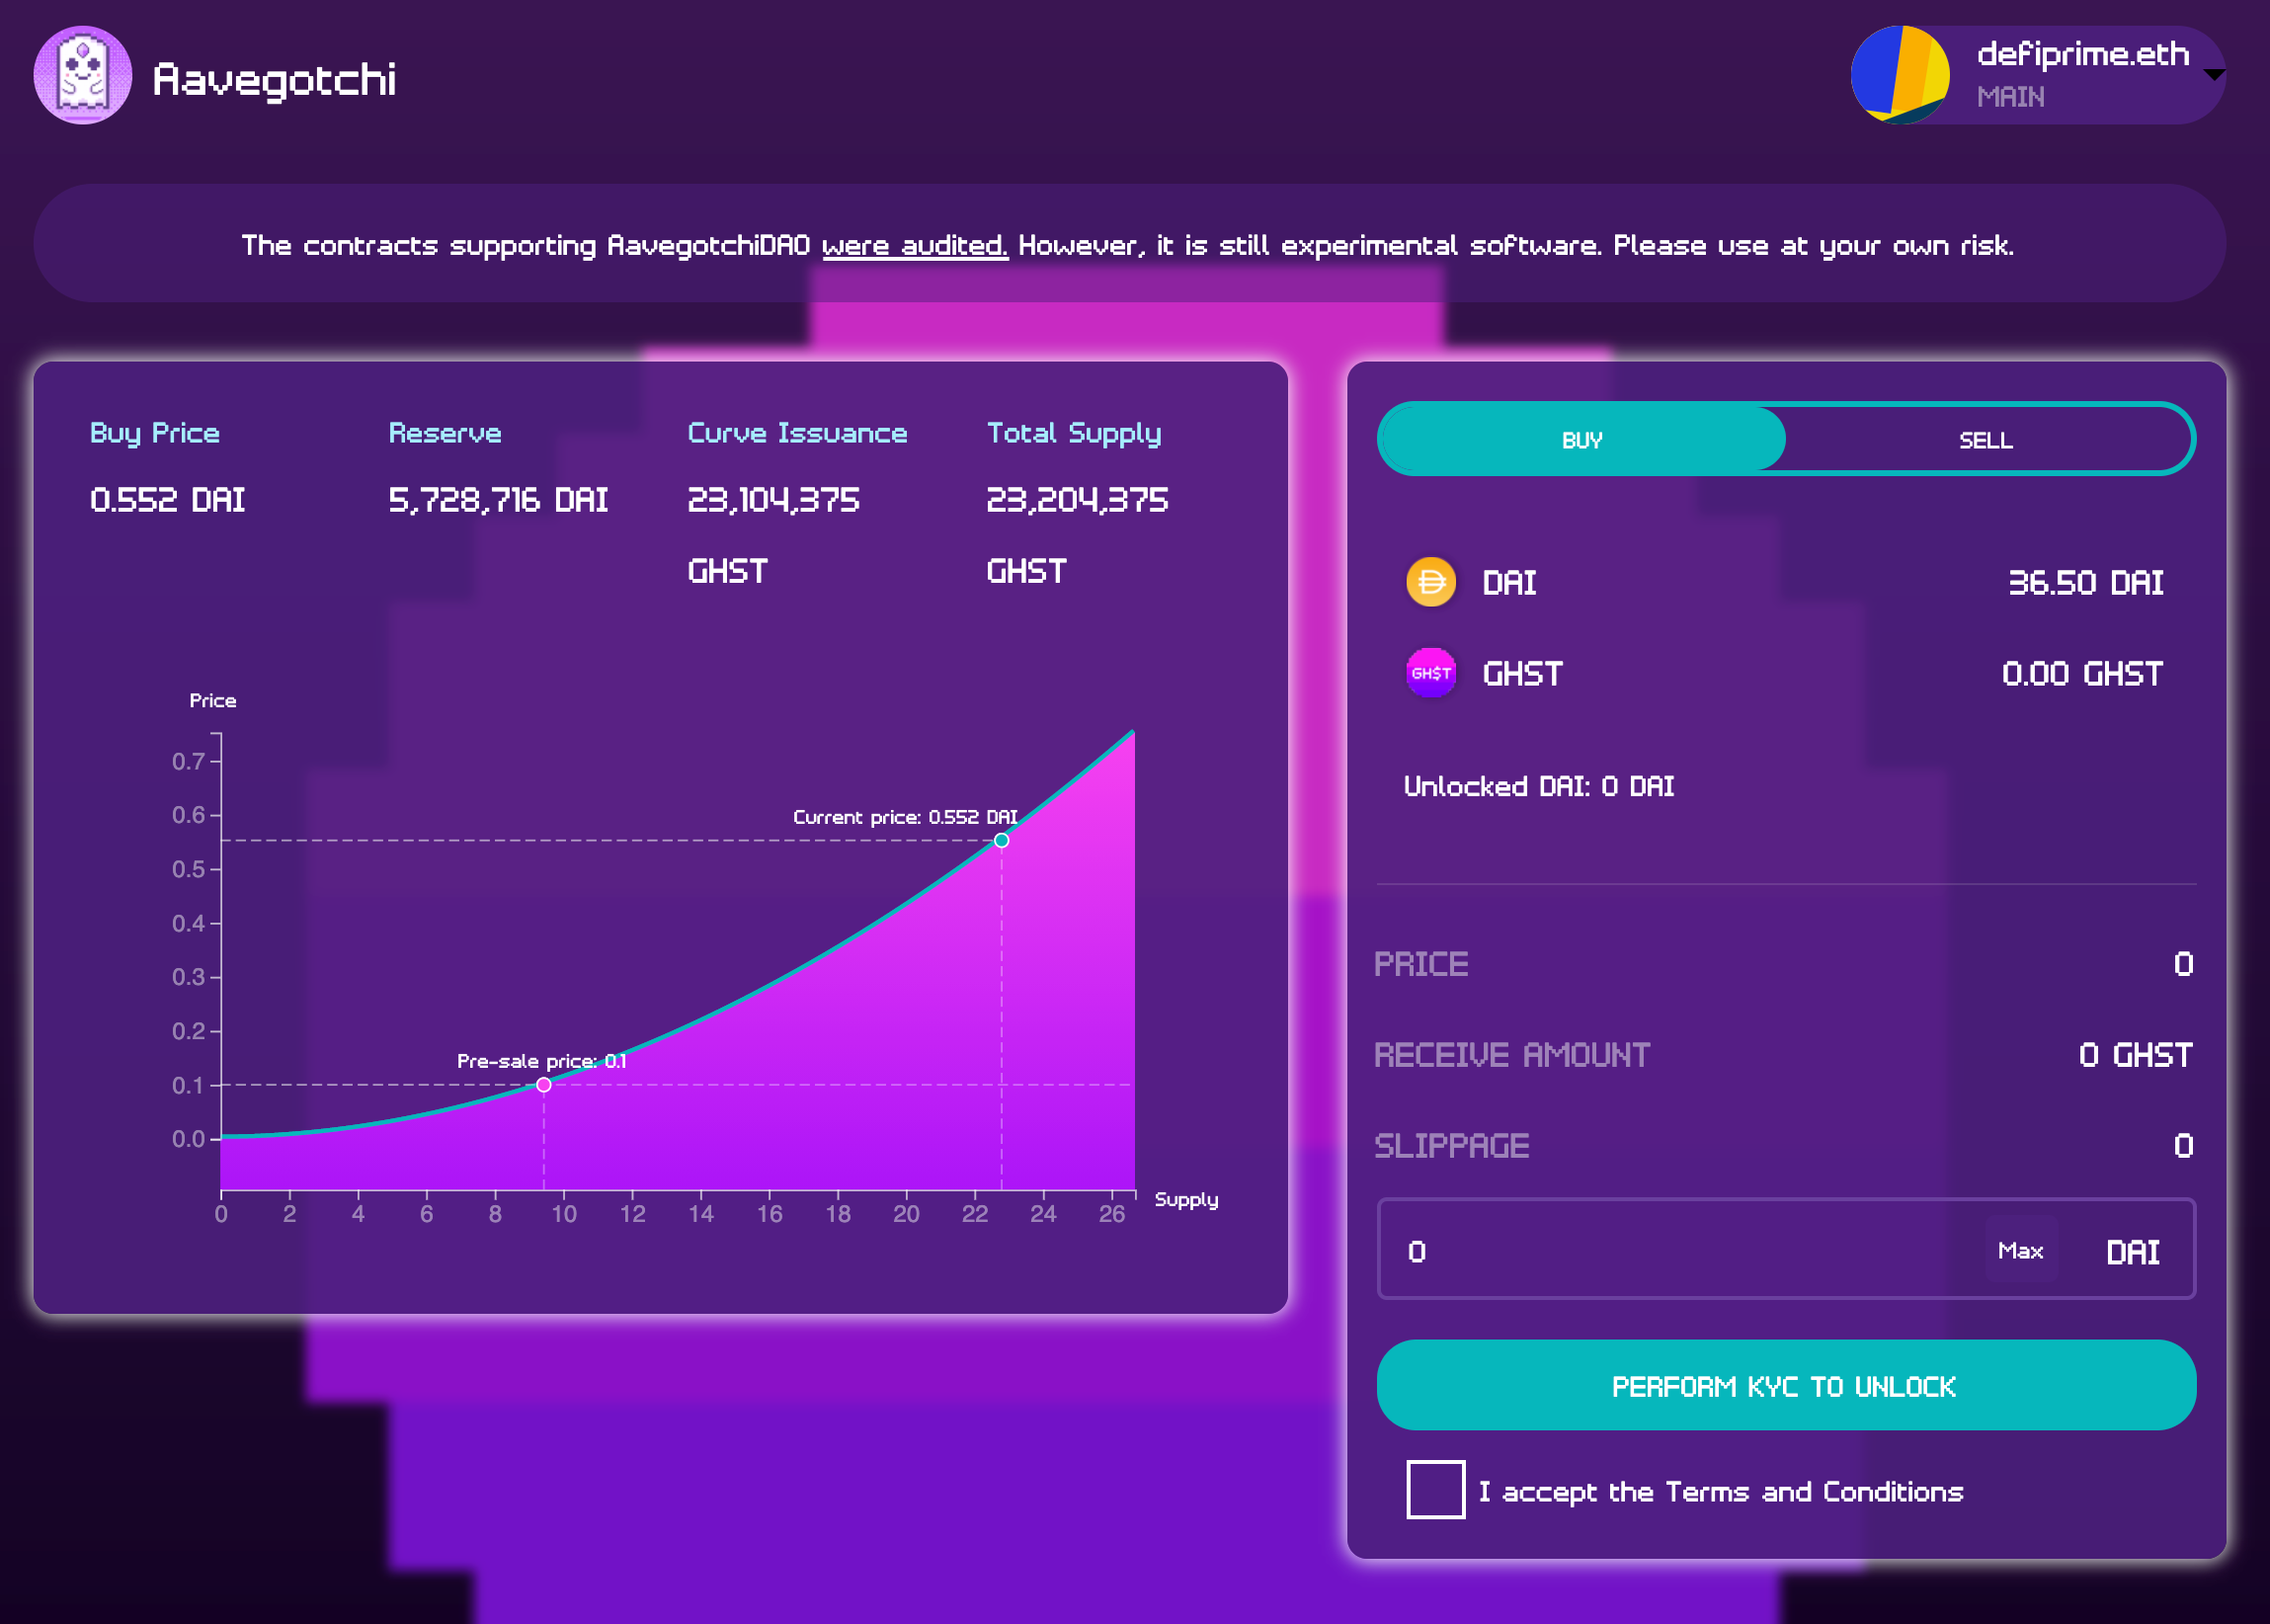 Aavegotchi
defiprime.eth
MAIN
The contracts supporting AavegotchiDAO were audited. However, it is still experimental software. Please use at your own risk.
Buy Price
0.552 DAI
Reserve
5,728,716 DAI
Curve Issuance
23,104,375
GHST
Total Supply
23,204,375
GHST
Price
0.7
0.6
0.5
0.4
0.3
0.2
0.1
0.0
Current price: 0.552 DAI
Pre-sale price: 0.1
0 2 4 6 8 10 12 14 16 18 20 22 24 26
Supply
BUY SELL
DAI 36.50 DAI
GH$T GHST 0.00 GHST
Unlocked DAI: 0 DAI
PRICE 0
RECEIVE AMOUNT 0 GHST
SLIPPAGE 0
0 Max DAI
PERFORM KYC TO UNLOCK
I accept the Terms and Conditions